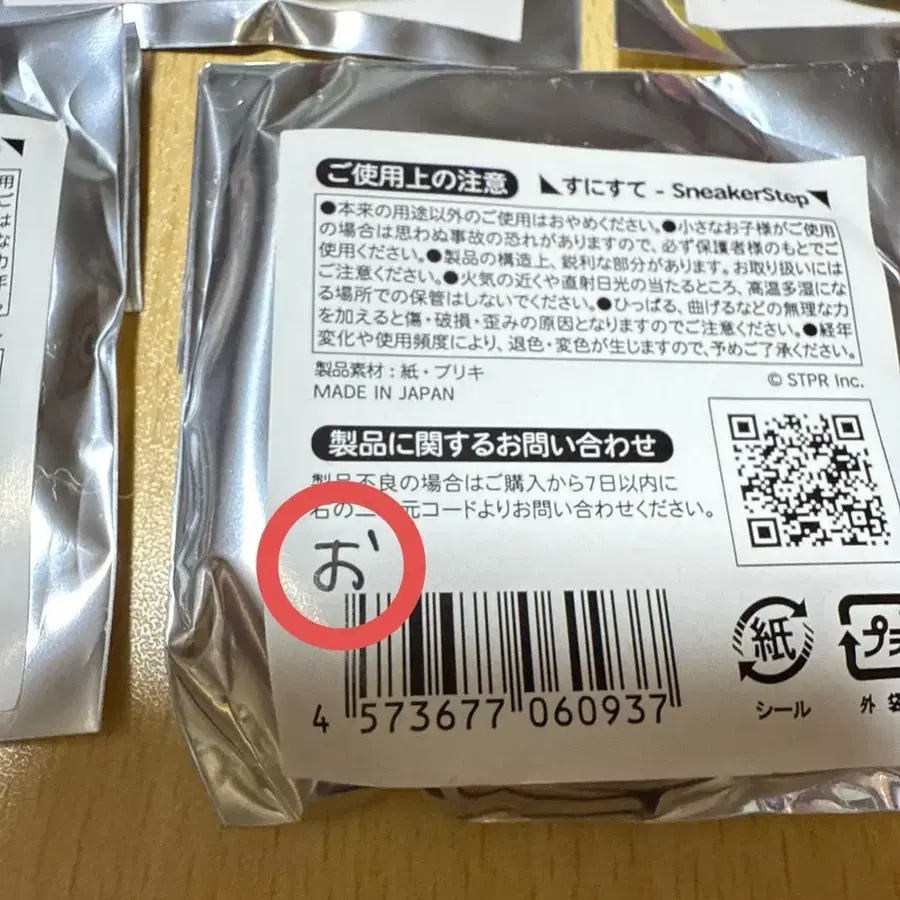 ご使用上の注意
すにすて - SneakerStep
●本来の用途以外のご使用はおやめください。●小さなお子様がご使用
の場合は思わぬ事故の恐れがありますので、必ず保護者様のもとでご
使用ください。●製品の構造上、鋭利な部分があります。お取り扱いには
ご注意ください。●火気の近くや直射日光の当たるところ、高温多湿にな
る場所での保管はしないでください。●ひっぱる、曲げるなどの無理な力
を加えると傷・破損・歪みの原因となりますのでご注意ください。●経年
変化や使用頻度により、退色・変色が生じますので、予めご了承ください。
製品素材：紙・ブリキ
© STPR Inc.
MADE IN JAPAN
製品に関するお問い合わせ
製品不良の場合はご購入から7日以内に
右の二次元コードよりお問い合わせください。
お
4 573677 060937
紙
シール
プラ
外袋